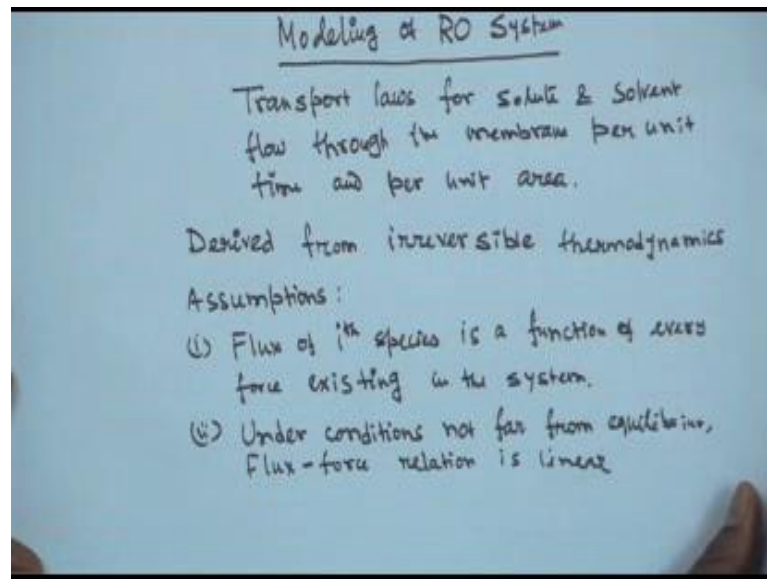 Modeling of RO System
Transport laws for solute & solvent
flow through the membrane per unit
time and per unit area.
Derived from irreversible thermodynamics
Assumptions :
(i) Flux of ith species is a function of every
force existing in the system.
(ii) Under conditions not far from equilibrium,
Flux-force relation is linear